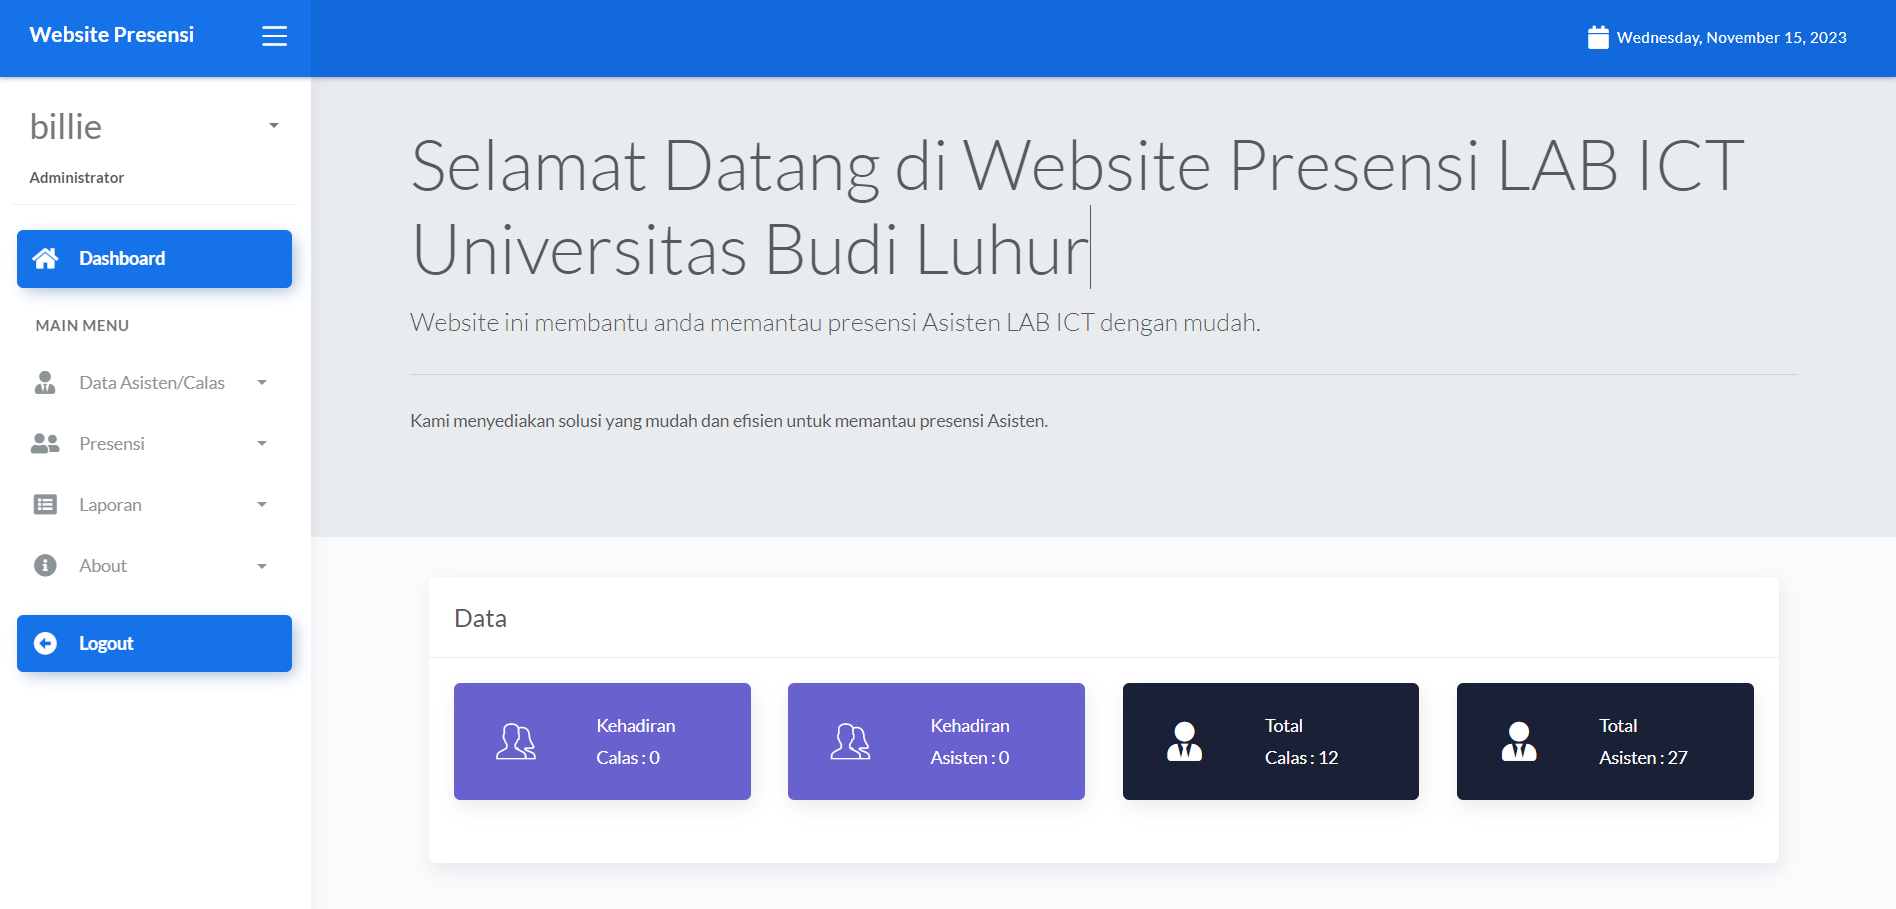 Website Presensi
Wednesday, November 15, 2023
billie
Administrator
Dashboard
MAIN MENU
Data Asisten/Calas
Presensi
Laporan
About
Logout
Selamat Datang di Website Presensi LAB ICT
Universitas Budi Luhur
Website ini membantu anda memantau presensi Asisten LAB ICT dengan mudah.
Kami menyediakan solusi yang mudah dan efisien untuk memantau presensi Asisten.
Data
Kehadiran
Calas : 0
Kehadiran
Asisten : 0
Total
Calas : 12
Total
Asisten : 27